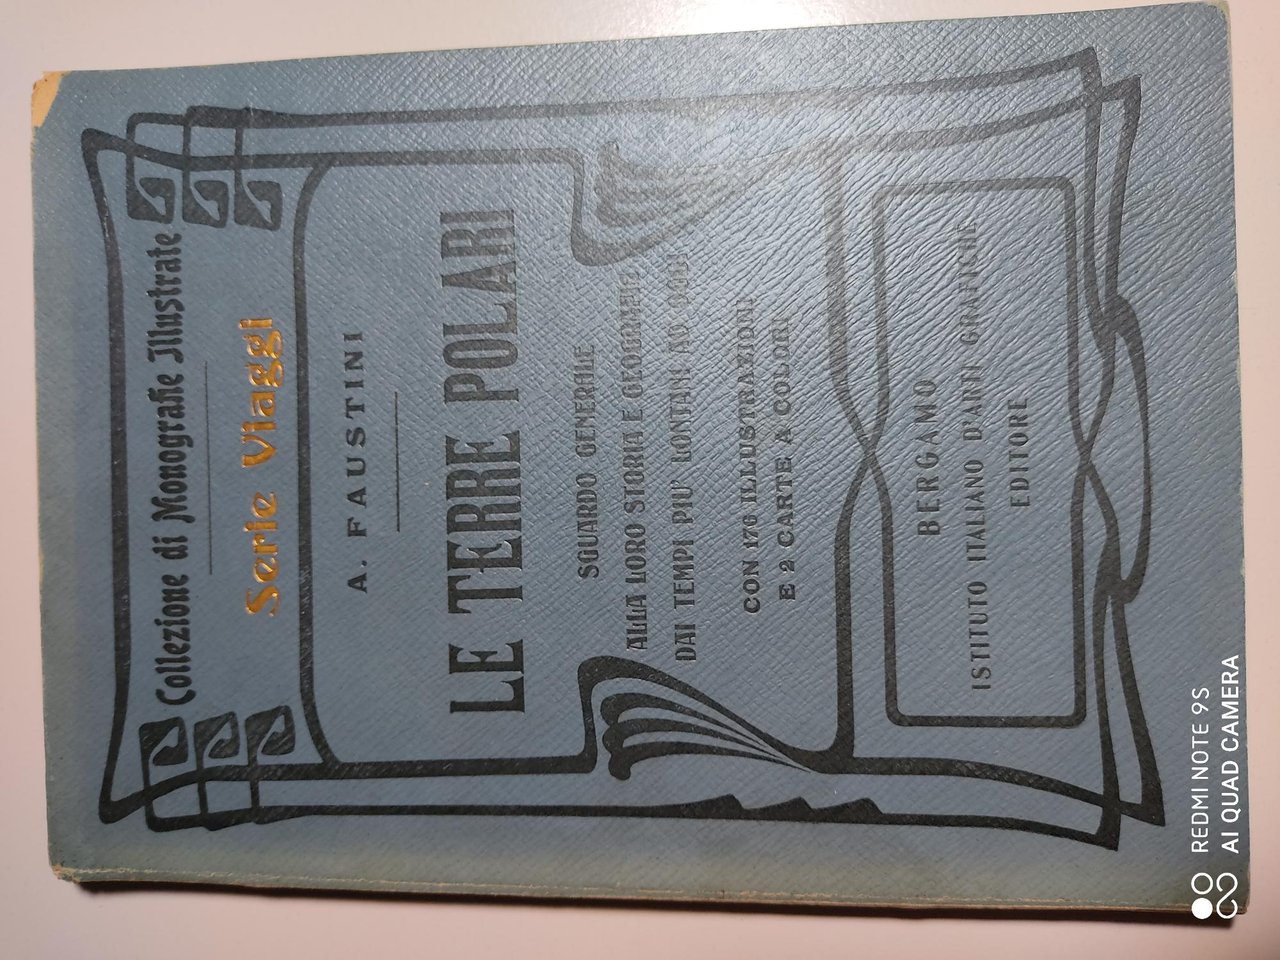 Collezione di Monografie Illustrate
Serie Viaggi
A. FAUSTINI
LE TERRE POLARI
SGUARDO GENERALE
ALLA LORO STORIA E GEOGRAFIA
DAI TEMPI PIU' LONTANI AD OGGI
CON 176 ILLUSTRAZIONI
E 2 CARTE A COLORI
BERGAMO
ISTITUTO ITALIANO D'ARTI GRAFICHE
EDITORE
REDMI NOTE 9S
AI QUAD CAMERA